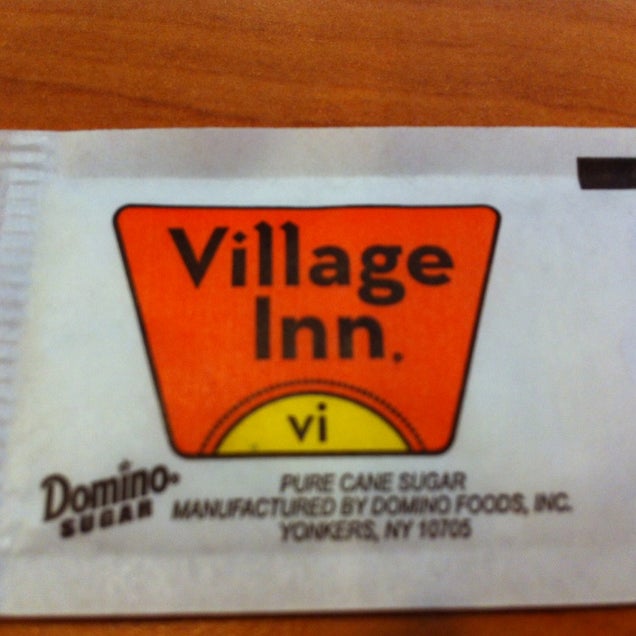 Village
Inn.
vi
Domino
SUGAR
PURE CANE SUGAR
MANUFACTURED BY DOMINO FOODS, INC.
YONKERS, NY 10705